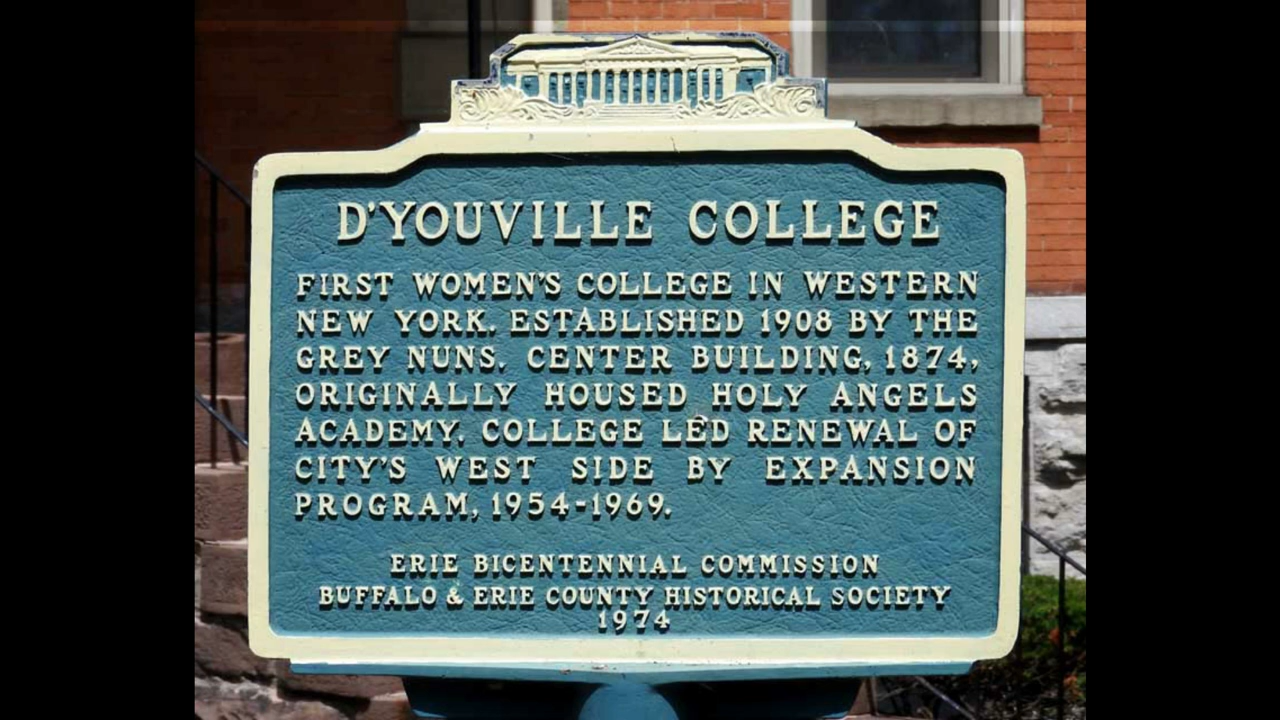 D'YOUVILLE COLLEGE
FIRST WOMEN'S COLLEGE IN WESTERN
NEW YORK. ESTABLISHED 1908 BY THE
GREY NUNS. CENTER BUILDING, 1874,
ORIGINALLY HOUSED HOLY ANGELS
ACADEMY. COLLEGE LED RENEWAL OF
CITY'S WEST SIDE BY EXPANSION
PROGRAM, 1954-1969.
ERIE BICENTENNIAL COMMISSION
BUFFALO & ERIE COUNTY HISTORICAL SOCIETY
1974